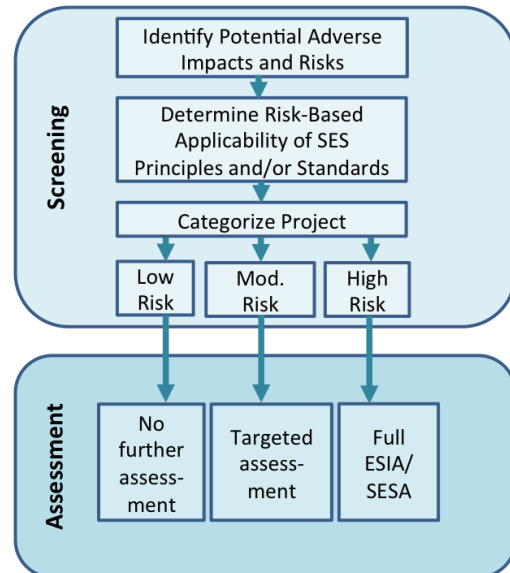 Screening
Identify Potential Adverse
Impacts and Risks
Determine Risk-Based
Applicability of SES
Principles and/or Standards
Categorize Project
Low
Risk
Mod.
Risk
High
Risk
Assessment
No
further
assess-
ment
Targeted
assess-
ment
Full
ESIA/
SESA